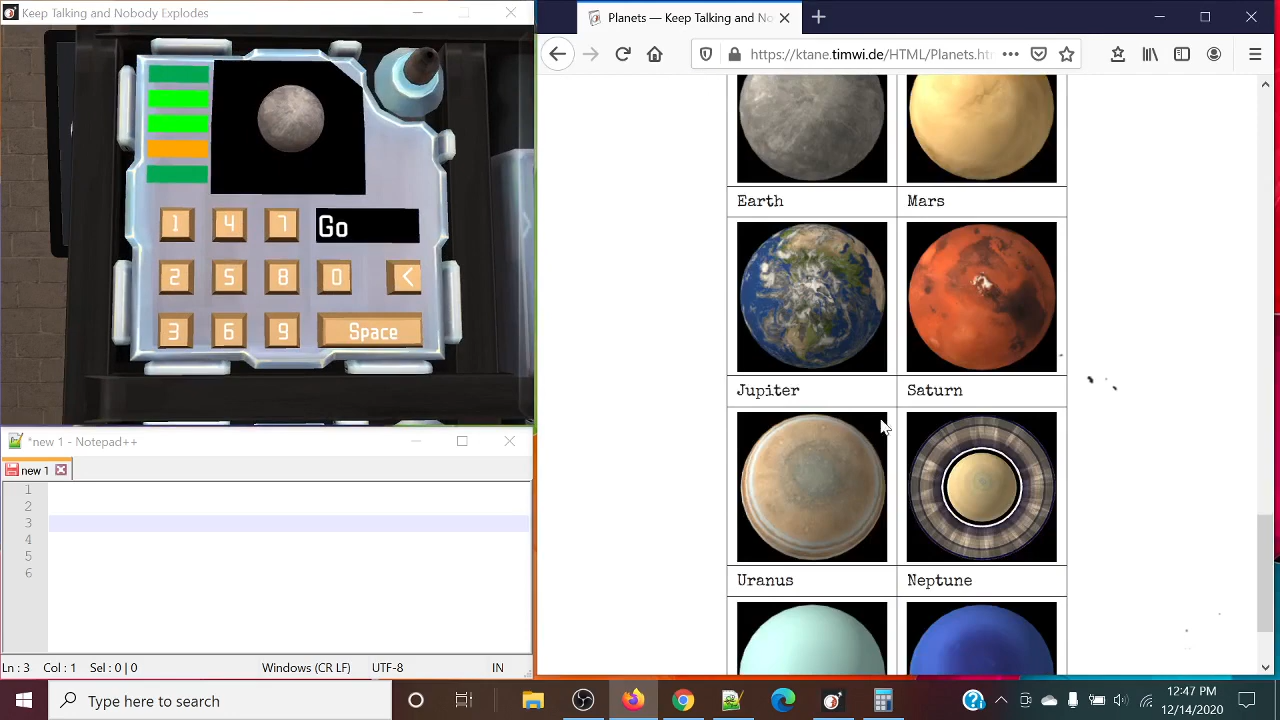 Keep Talking and Nobody Explodes
1 4 7 Go
2 5 8 0 <
3 6 9 Space
*new 1 - Notepad++
new 1
1
2
3
4
5
6
Ln : 3 Col : 1 Sel : 0 | 0 Windows (CR LF) UTF-8 IN
Planets — Keep Talking and No
https://ktane.timwi.de/HTML/Planets.ht
Earth Mars
Jupiter Saturn
Uranus Neptune
Type here to search
12:47 PM
12/14/2020